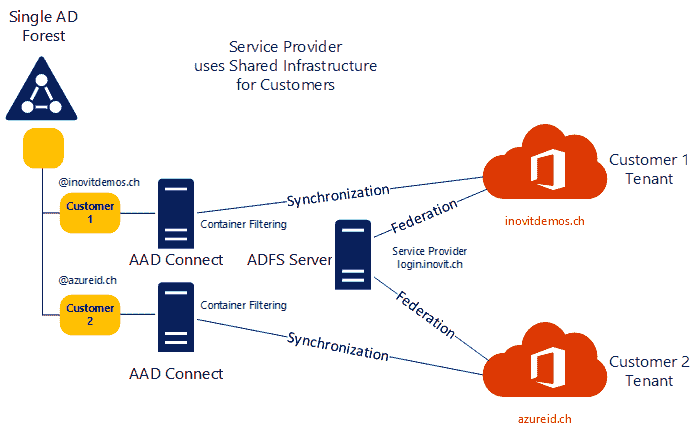 Single AD
Forest
Service Provider
uses Shared Infrastructure
for Customers
@inovitdemos.ch
Customer
1
Container Filtering
AAD Connect
Synchronization
Federation
Customer 1
Tenant
inovitdemos.ch
ADFS Server
Service Provider
login.inovit.ch
@azureid.ch
Customer
2
Container Filtering
AAD Connect
Synchronization
Federation
Customer 2
Tenant
azureid.ch